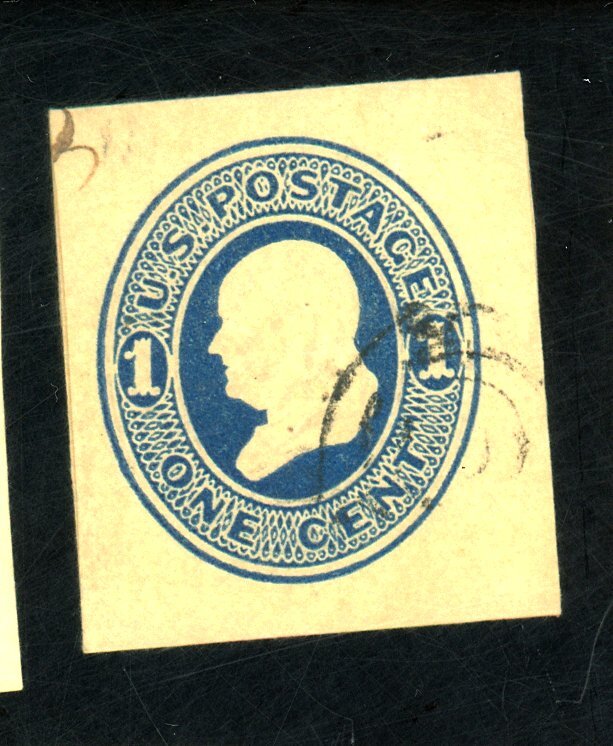 U.S. POSTAGE
1 1
ONE CENT